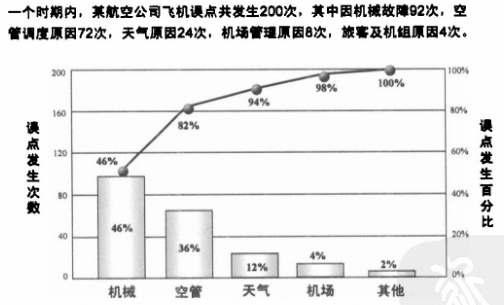 一个时期内，某航空公司飞机误点共发生200次，其中因机械故障92次，空
管调度原因72次，天气原因24次，机场管理原因8次，旅客及机组原因4次。
200 100%
160 80%
120 60%
80 40%
40 20%
0 0%
误点发生次数
误点发生百分比
46% 82% 94% 98% 100%
46% 36% 12% 4% 2%
机械 空管 天气 机场 其他